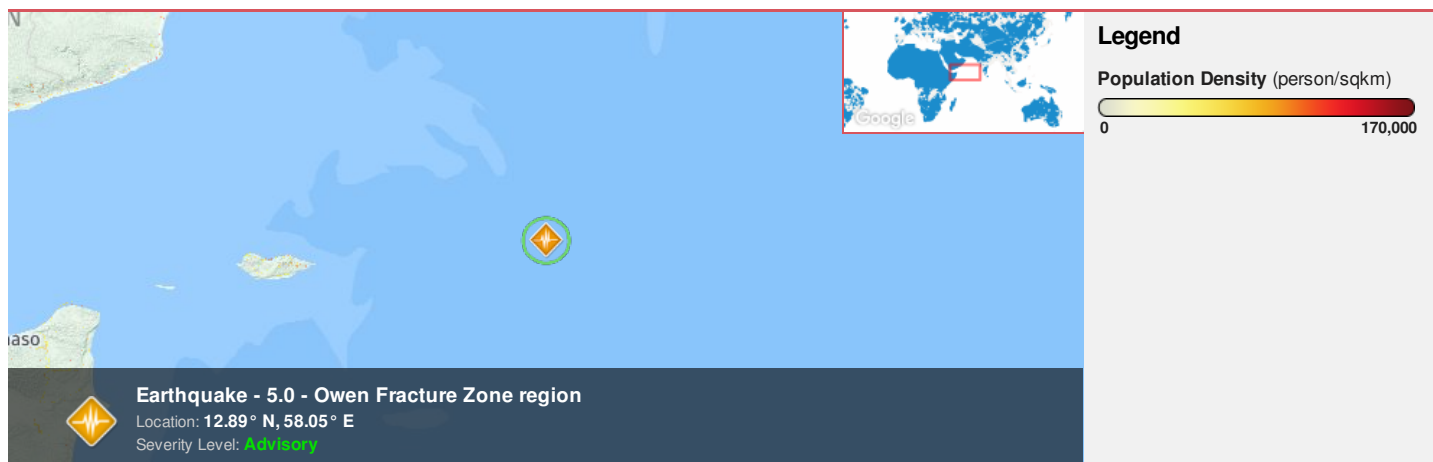 N
Google
Legend
Population Density (person/sqkm)
0 170,000
naso
Earthquake - 5.0 - Owen Fracture Zone region
Location: 12.89° N, 58.05° E
Severity Level: Advisory